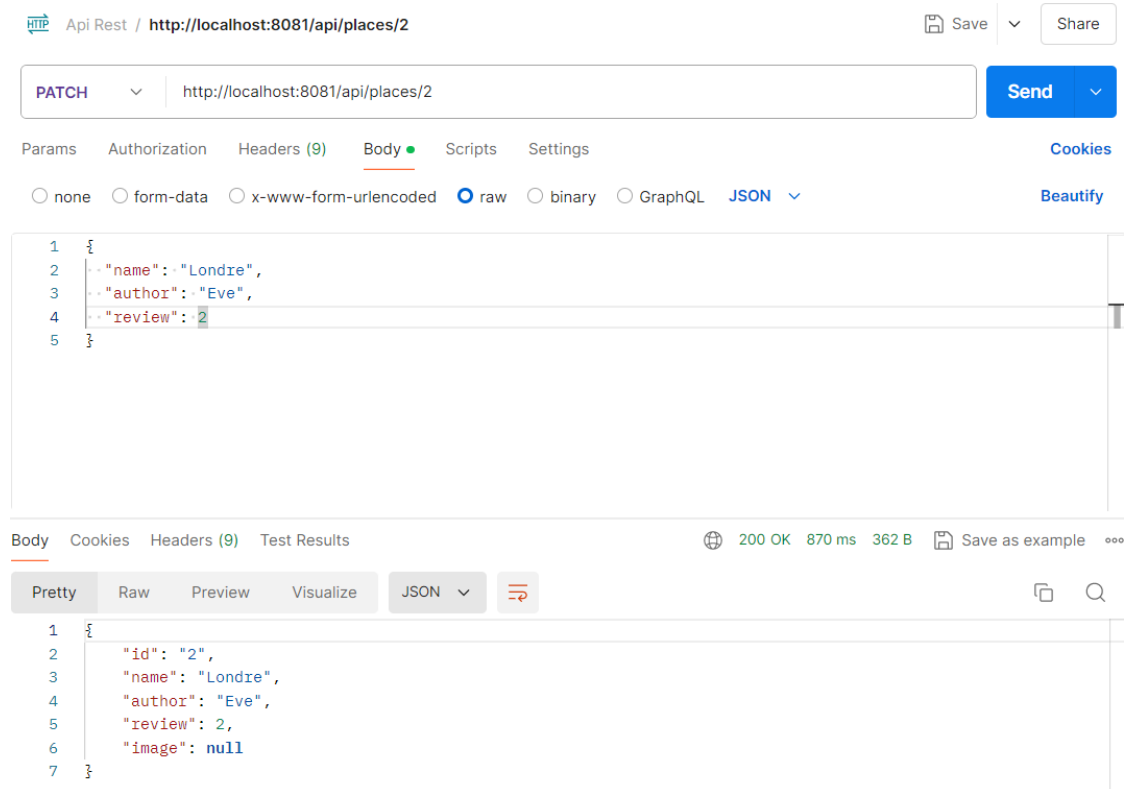 HTTP Api Rest / http://localhost:8081/api/places/2 Save Share
PATCH http://localhost:8081/api/places/2 Send
Params Authorization Headers (9) Body Scripts Settings Cookies
none form-data x-www-form-urlencoded raw binary GraphQL JSON Beautify
1 {
2 "name": "Londre",
3 "author": "Eve",
4 "review": 2
5 }
Body Cookies Headers (9) Test Results 200 OK 870 ms 362 B Save as example
Pretty Raw Preview Visualize JSON
1 {
2 "id": "2",
3 "name": "Londre",
4 "author": "Eve",
5 "review": 2,
6 "image": null
7 }